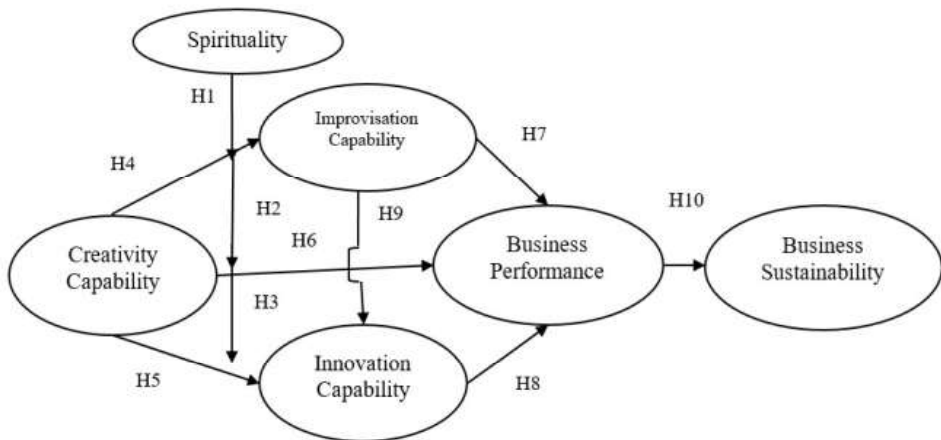 Spirituality
H1
Improvisation
Capability
H7
H4
H2
H9
H6
H10
Creativity
Capability
Business
Performance
Business
Sustainability
H3
Innovation
Capability
H5
H8